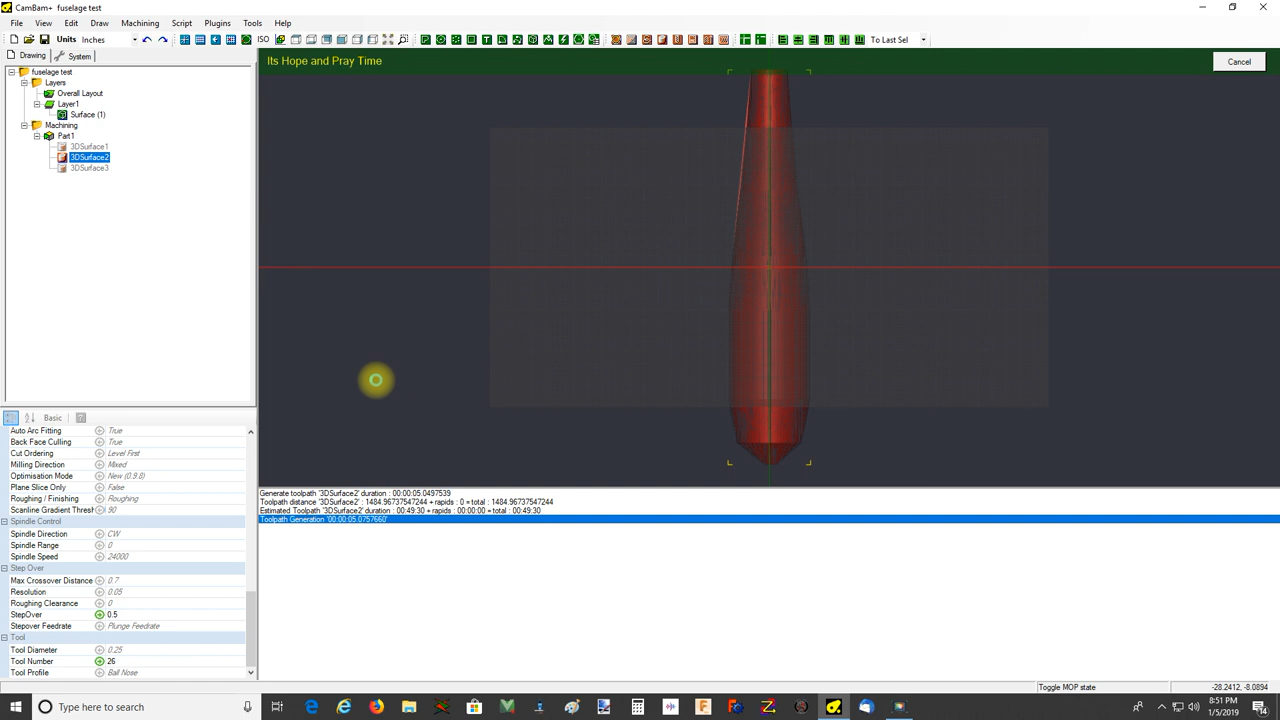 CamBam+ fuselage test
File View Edit Draw Machining Script Plugins Tools Help
Units Inches ISO To Last Sel
Drawing System
Its Hope and Pray Time Cancel
fuselage test
Layers
Overall Layout
Layer1
Surface (1)
Machining
Part1
3DSurface1
3DSurface2
3DSurface3
Basic
Auto Arc Fitting True
Back Face Culling True
Cut Ordering Level First
Milling Direction Mixed
Optimisation Mode New (0.9.8)
Plane Slice Only False
Roughing / Finishing Roughing
Scanline Gradient Thresh 90
Spindle Control
Spindle Direction CW
Spindle Range 0
Spindle Speed 24000
Step Over
Max Crossover Distance 0.7
Resolution 0.05
Roughing Clearance 0
StepOver 0.5
Stepover Feedrate Plunge Feedrate
Tool
Tool Diameter 0.25
Tool Number 26
Tool Profile Ball Nose
Generate toolpath '3DSurface2' duration : 00:00:05.0497539
Toolpath distance '3DSurface2' : 1484.96737547244 + rapids : 0 = total : 1484.96737547244
Estimated Toolpath '3DSurface2' duration : 00:49:30 + rapids : 00:00:00 = total : 00:49:30
Toolpath Generation '00:00:05.0757660'
Toggle MOP state -28.2412, -8.0894
Type here to search
8:51 PM
1/5/2019